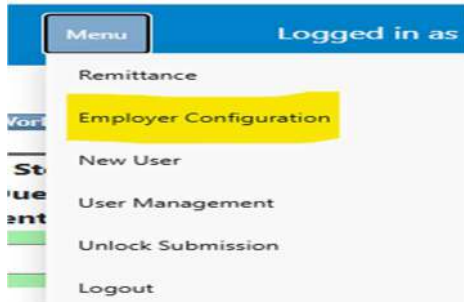 Menu Logged in as
Remittance
Employer Configuration
New User
User Management
Unlock Submission
Logout